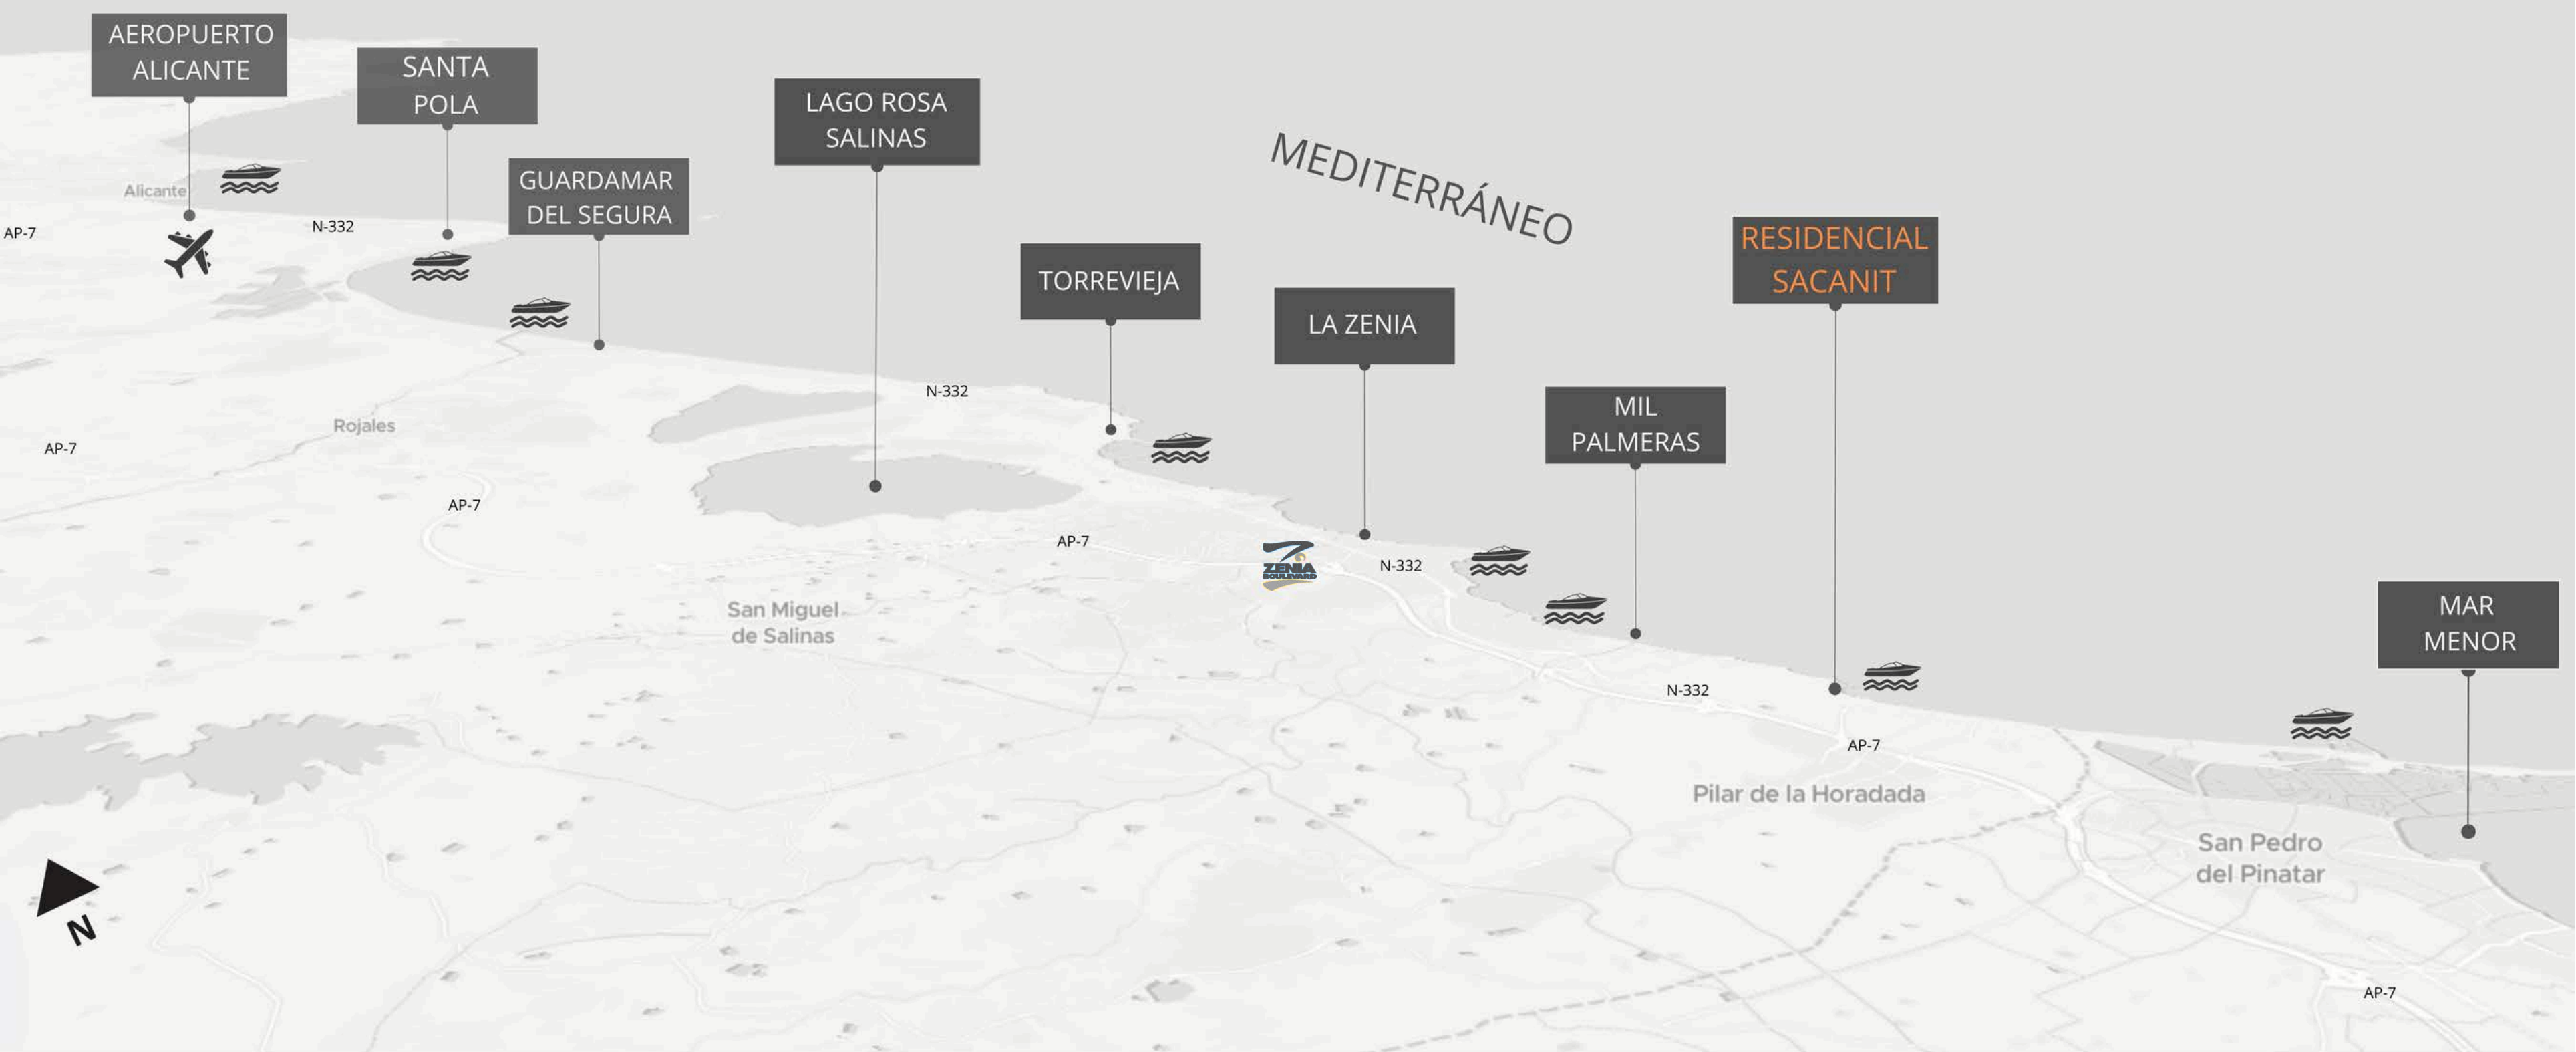 AEROPUERTO
ALICANTE
SANTA
POLA
LAGO ROSA
SALINAS
MEDITERRÁNEO
GUARDAMAR
DEL SEGURA
Alicante
N-332
AP-7
RESIDENCIAL
SACANIT
TORREVIEJA
LA ZENIA
N-332
MIL
PALMERAS
Rojales
AP-7
AP-7
AP-7
ZENIA
BOULEVARD
N-332
San Miguel
de Salinas
MAR
MENOR
N-332
AP-7
Pilar de la Horadada
San Pedro
del Pinatar
N
AP-7